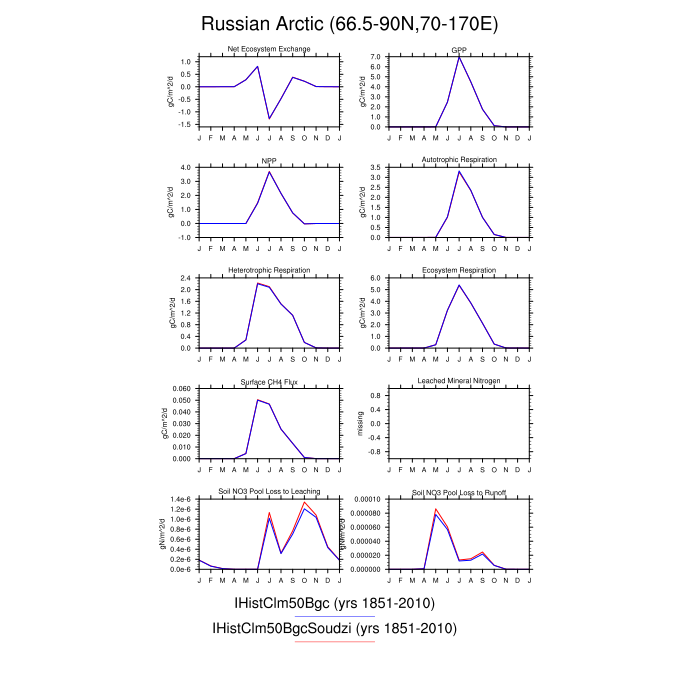 Russian Arctic (66.5-90N,70-170E)
Net Ecosystem Exchange
gC/m^2/d
1.0
0.5
0.0
-0.5
-1.0
-1.5
J F M A M J J A S O N D J
GPP
gC/m^2/d
7.0
6.0
5.0
4.0
3.0
2.0
1.0
0.0
J F M A M J J A S O N D J
NPP
gC/m^2/d
4.0
3.0
2.0
1.0
0.0
-1.0
J F M A M J J A S O N D J
Autotrophic Respiration
gC/m^2/d
3.5
3.0
2.5
2.0
1.5
1.0
0.5
0.0
J F M A M J J A S O N D J
Heterotrophic Respiration
gC/m^2/d
2.4
2.0
1.6
1.2
0.8
0.4
0.0
J F M A M J J A S O N D J
Ecosystem Respiration
gC/m^2/d
6.0
5.0
4.0
3.0
2.0
1.0
0.0
J F M A M J J A S O N D J
Surface CH4 Flux
gC/m^2/d
0.060
0.050
0.040
0.030
0.020
0.010
0.000
J F M A M J J A S O N D J
Leached Mineral Nitrogen
missing
0.8
0.4
0.0
-0.4
-0.8
J F M A M J J A S O N D J
Soil NO3 Pool Loss to Leaching
gN/m^2/d
1.4e-6
1.2e-6
1.0e-6
0.8e-6
0.6e-6
0.4e-6
0.2e-6
0.0e-6
J F M A M J J A S O N D J
Soil NO3 Pool Loss to Runoff
gN/m^2/d
0.00010
0.000080
0.000060
0.000040
0.000020
0.000000
J F M A M J J A S O N D J
IHistClm50Bgc (yrs 1851-2010)
IHistClm50BgcSoudzi (yrs 1851-2010)